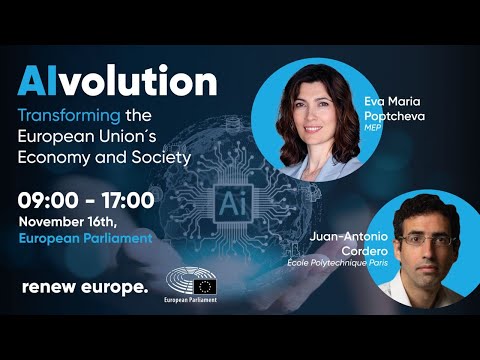 AIvolution
Transforming the
European Union´s
Economy and Society
09:00 - 17:00
November 16th,
European Parliament
renew europe.
European Parliament
Ai
Eva Maria
Poptcheva
MEP
Juan-Antonio
Cordero
École Polytechnique Paris